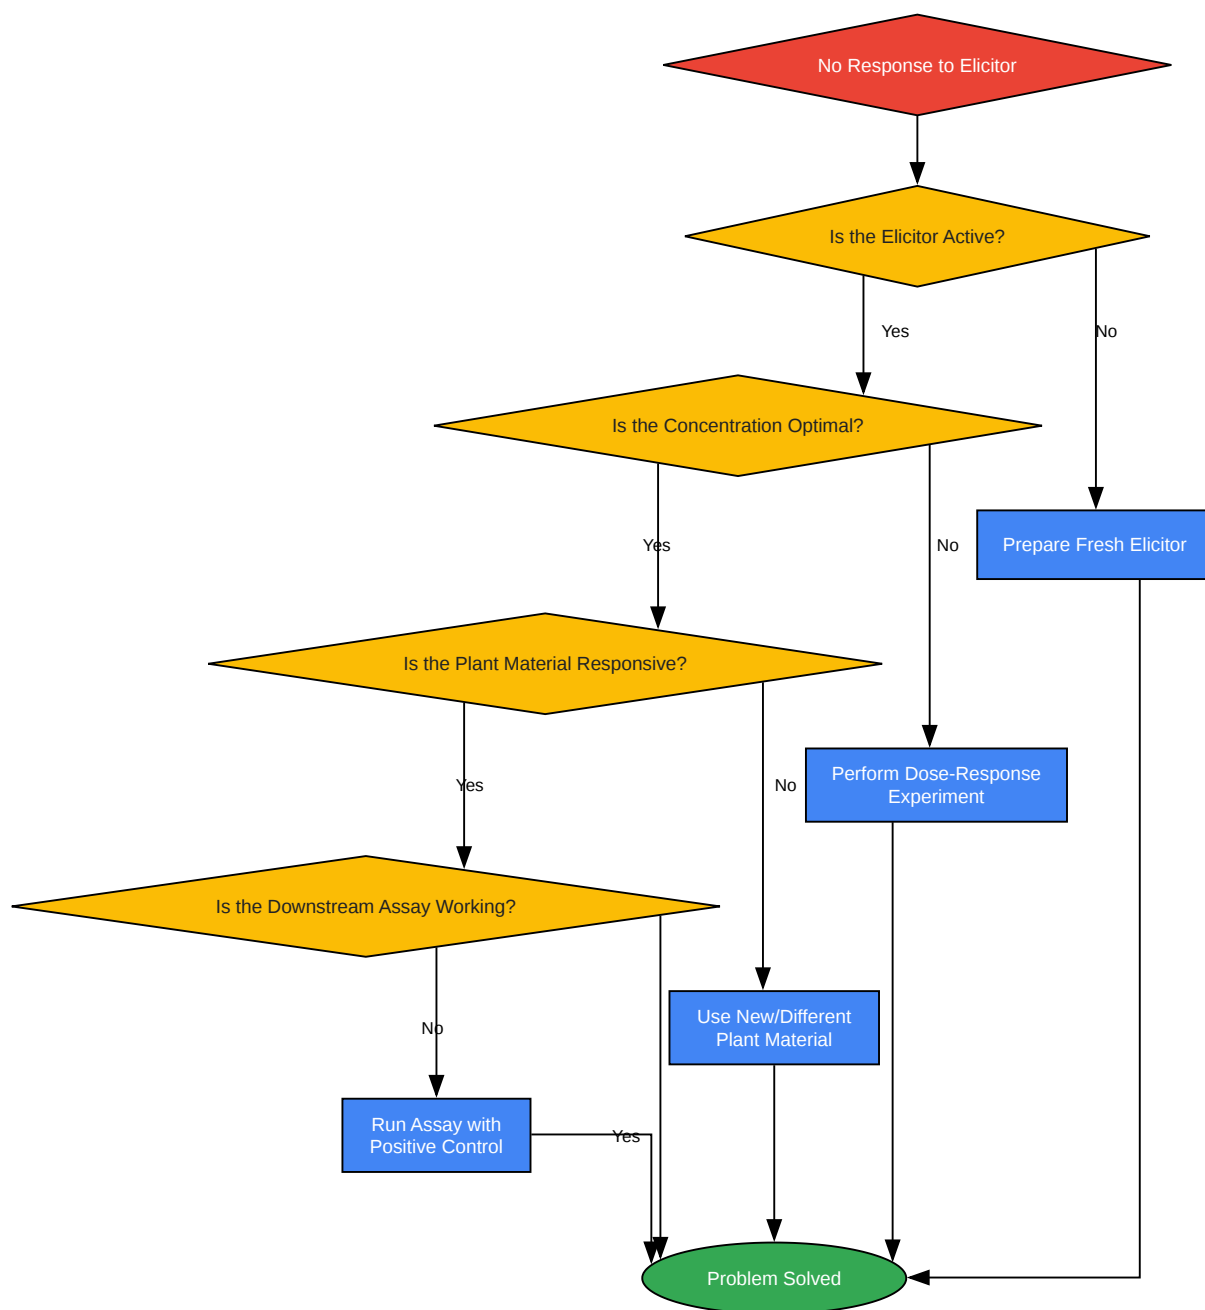 No Response to Elicitor
Is the Elicitor Active?
Yes
No
Is the Concentration Optimal?
Yes
No
Prepare Fresh Elicitor
Is the Plant Material Responsive?
Yes
No
Perform Dose-Response
Experiment
Is the Downstream Assay Working?
No
Use New/Different
Plant Material
Run Assay with
Positive Control
Yes
Problem Solved